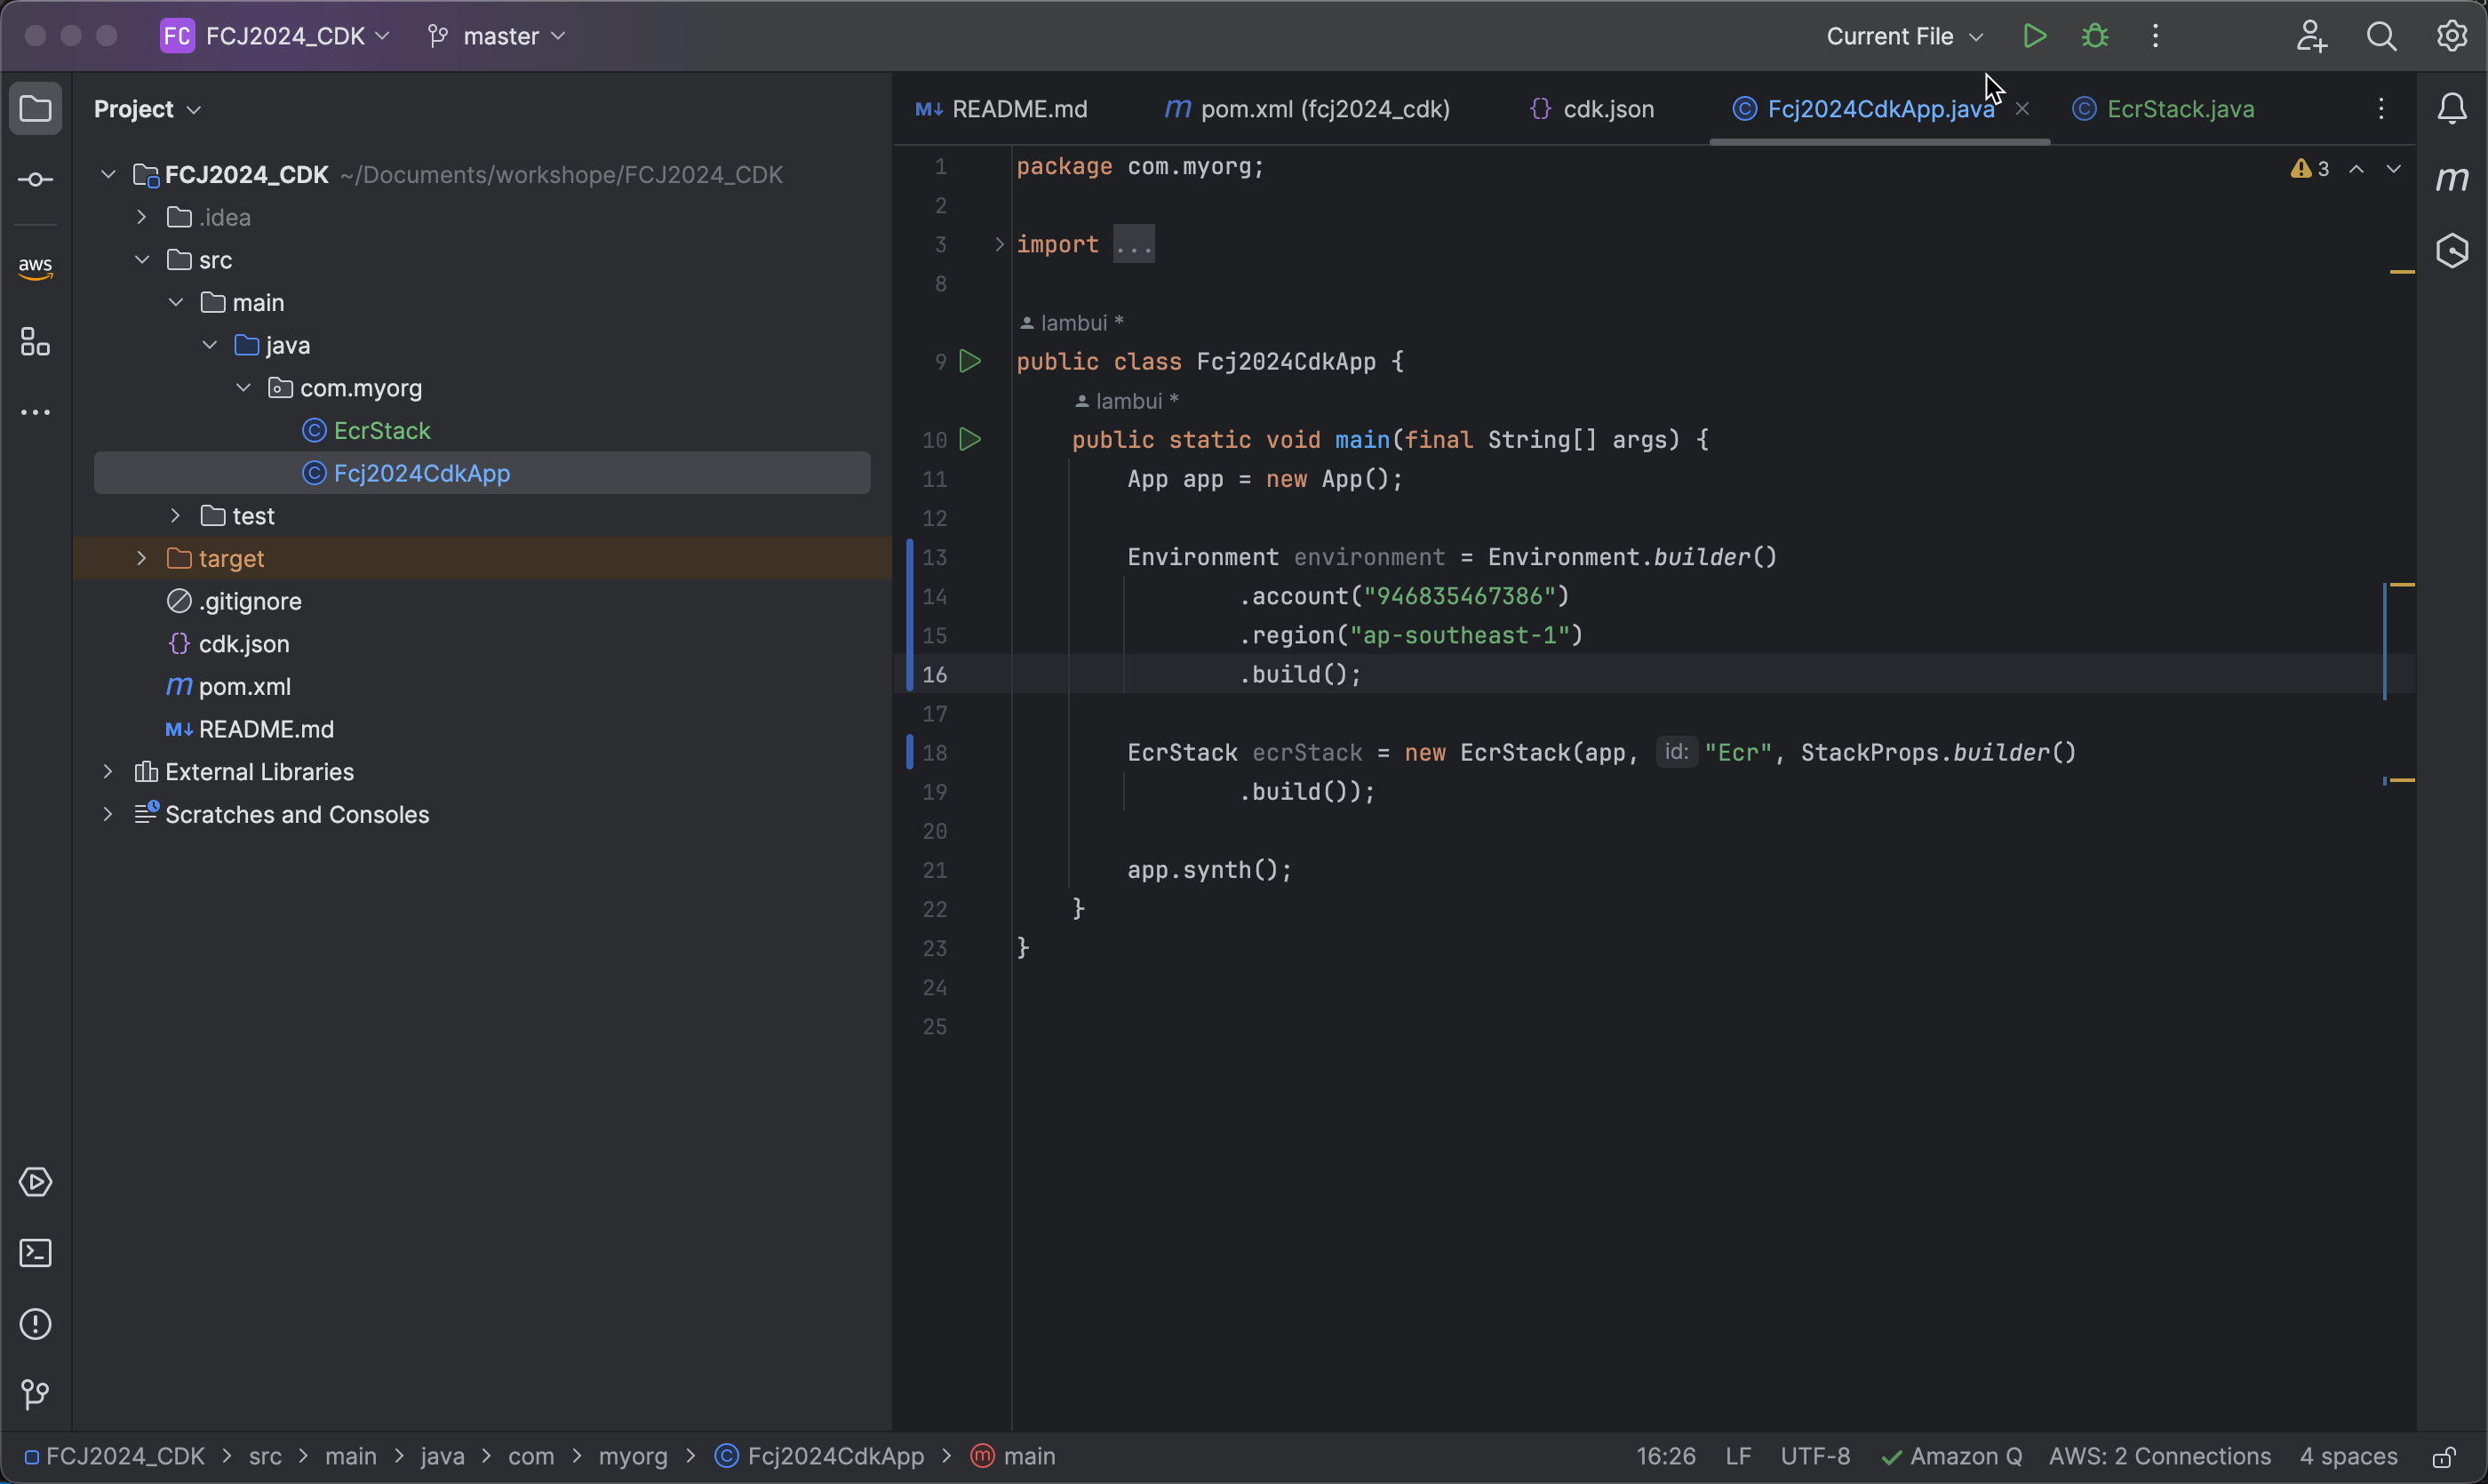 FC FCJ2024_CDK master Current File
Project
README.md pom.xml (fcj2024_cdk) cdk.json Fcj2024CdkApp.java EcrStack.java
aws
FCJ2024_CDK ~/Documents/workshope/FCJ2024_CDK
.idea
src
main
java
com.myorg
EcrStack
Fcj2024CdkApp
test
target
.gitignore
{} cdk.json
m pom.xml
M↓ README.md
External Libraries
Scratches and Consoles
3
1 package com.myorg;
2
3 import ...
8
lambui *
9 public class Fcj2024CdkApp {
lambui *
10 public static void main(final String[] args) {
11 App app = new App();
12
13 Environment environment = Environment.builder()
14 .account("946835467386")
15 .region("ap-southeast-1")
16 .build();
17
18 EcrStack ecrStack = new EcrStack(app, id: "Ecr", StackProps.builder()
19 .build());
20
21 app.synth();
22 }
23 }
24
25
FCJ2024_CDK > src > main > java > com > myorg > Fcj2024CdkApp > main 16:26 LF UTF-8 Amazon Q AWS: 2 Connections 4 spaces